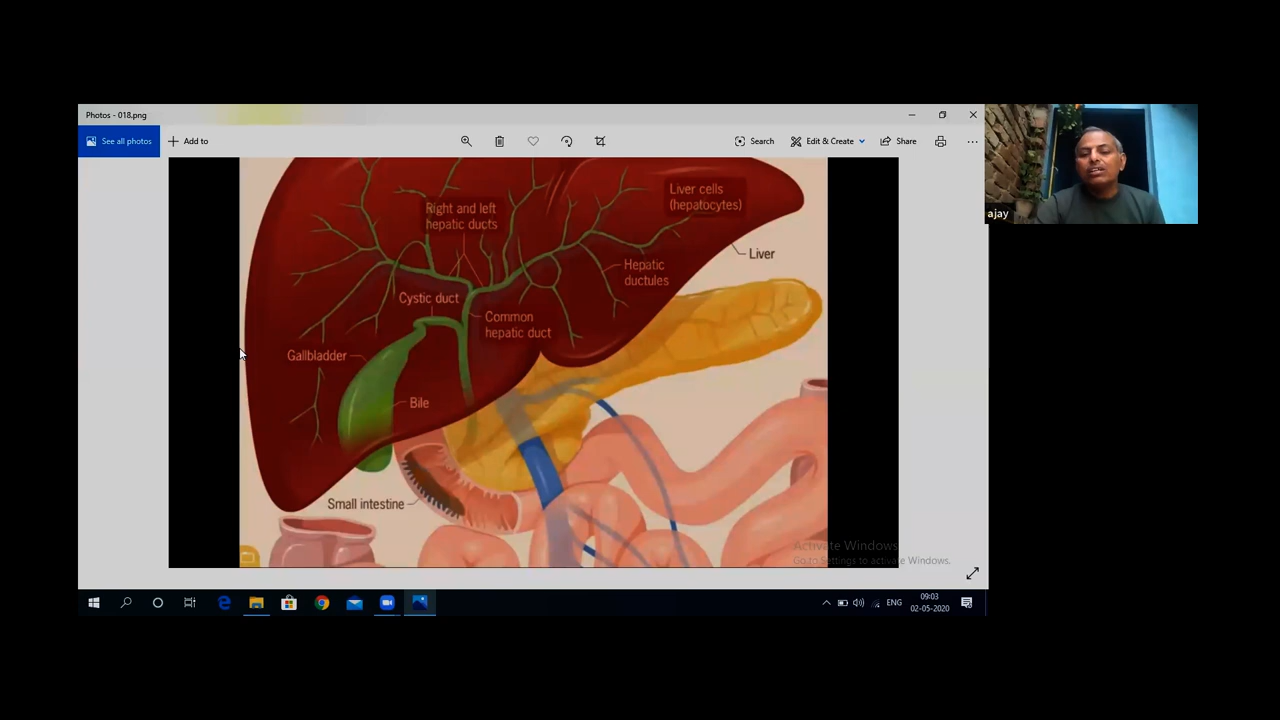 Photos - 018.png
See all photos
Add to
Search
Edit & Create
Share
ajay
Liver cells
(hepatocytes)
Right and left
hepatic ducts
Liver
Hepatic
ductules
Cystic duct
Common
hepatic duct
Gallbladder
Bile
Small intestine
Activate Windows
Go to Settings to activate Windows.
ENG
09:03
02-05-2020